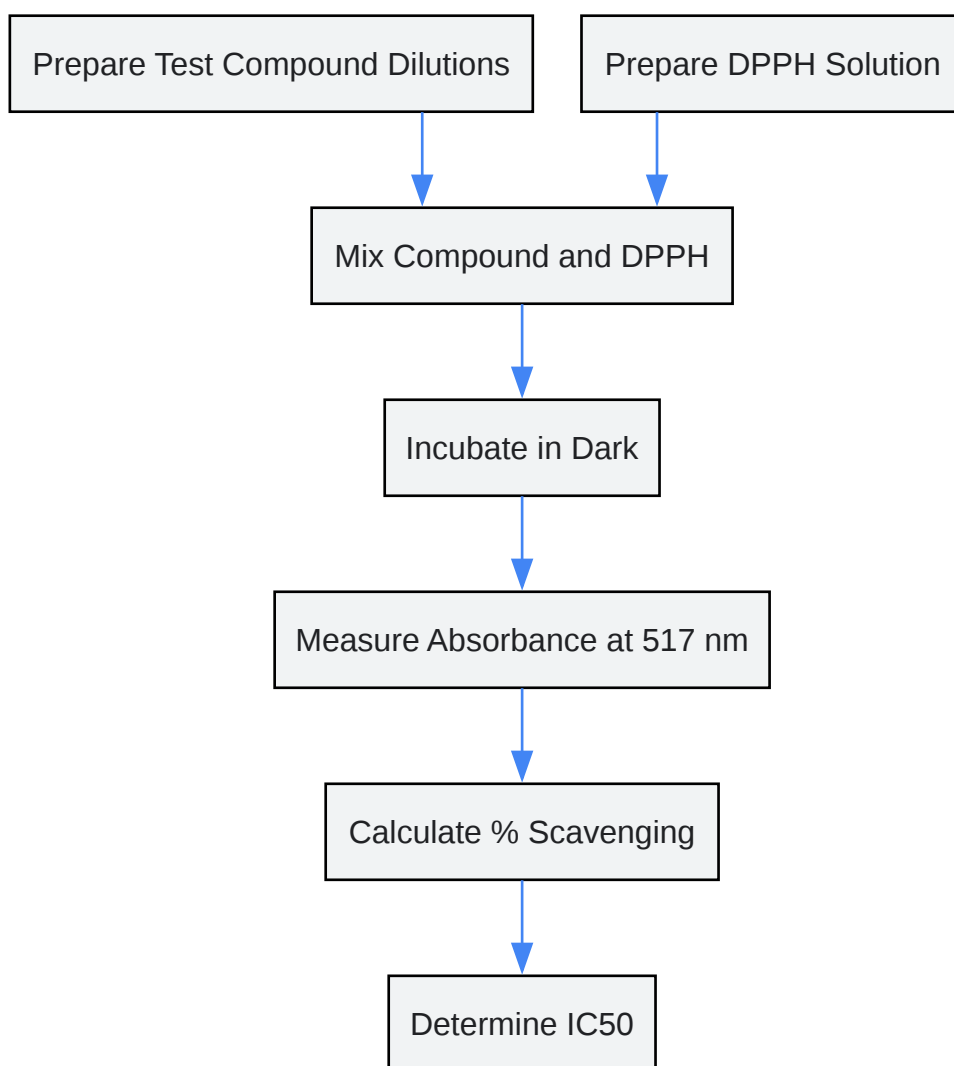 Prepare Test Compound Dilutions
Prepare DPPH Solution
Mix Compound and DPPH
Incubate in Dark
Measure Absorbance at 517 nm
Calculate % Scavenging
Determine IC50